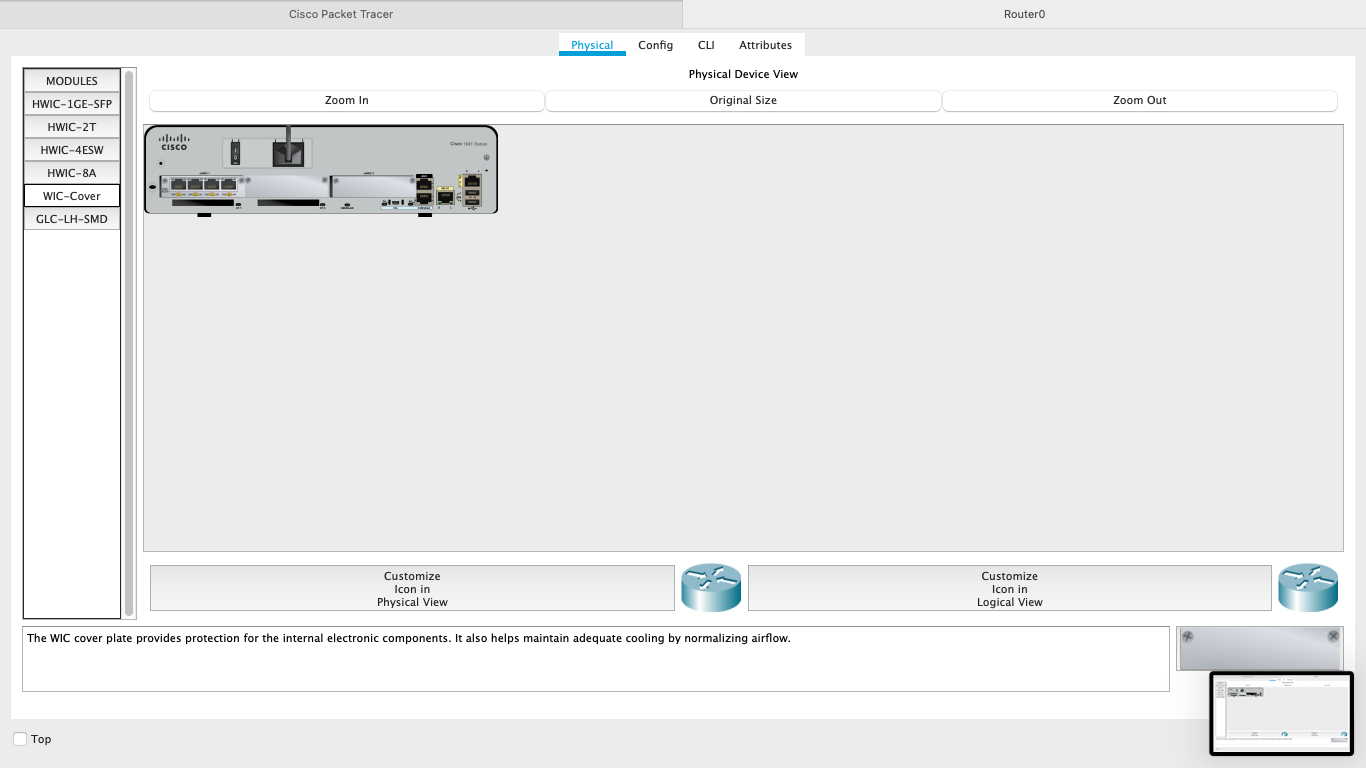 Cisco Packet Tracer
Router0
Physical
Config
CLI
Attributes
MODULES
HWIC-1GE-SFP
HWIC-2T
HWIC-4ESW
HWIC-8A
WIC-Cover
GLC-LH-SMD
Physical Device View
Zoom In
Original Size
Zoom Out
CISCO
Cisco 1941 Series
Customize
Icon in
Physical View
Customize
Icon in
Logical View
The WIC cover plate provides protection for the internal electronic components. It also helps maintain adequate cooling by normalizing airflow.
Top